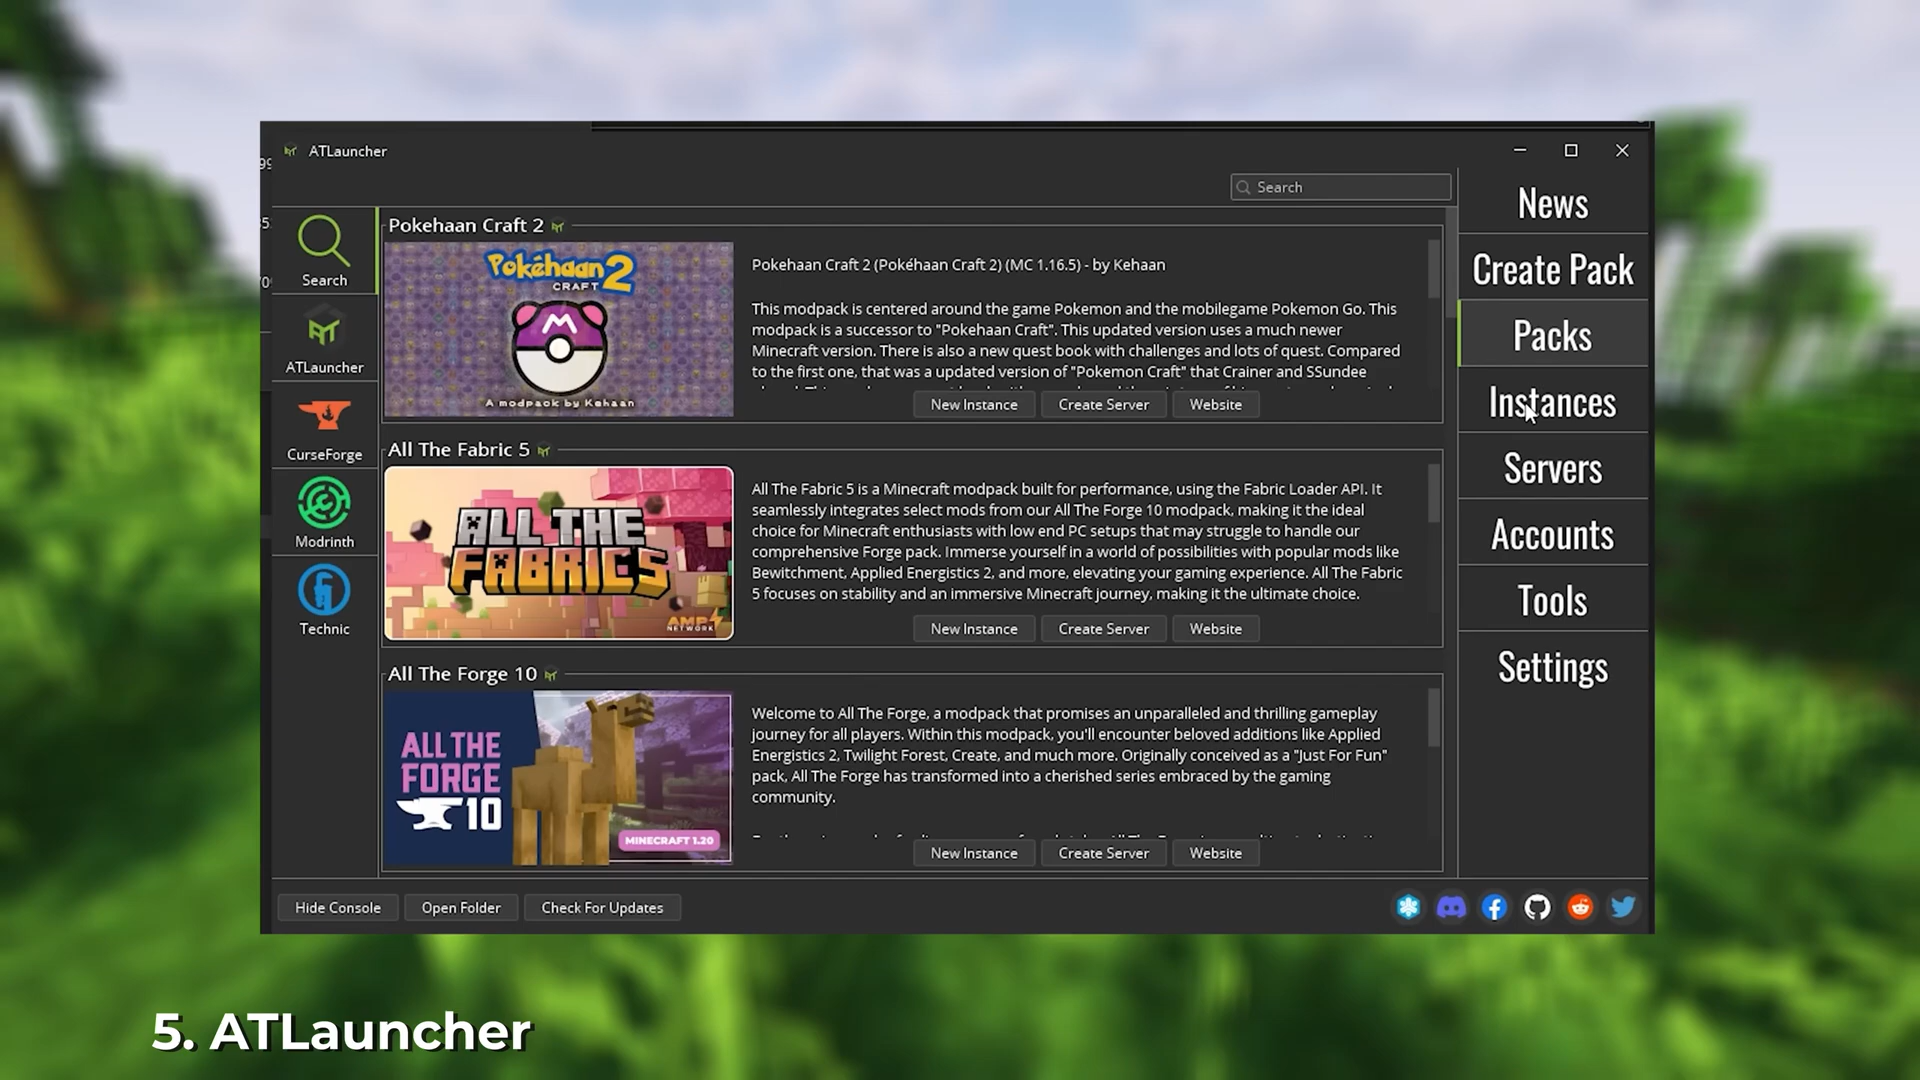 ATLauncher
Search
News
Create Pack
Packs
Instances
Servers
Accounts
Tools
Settings
Search
ATLauncher
CurseForge
Modrinth
Technic
Pokehaan Craft 2
Pokéhaan 2
CRAFT
A modpack by Kehaan
Pokehaan Craft 2 (Pokéhaan Craft 2) (MC 1.16.5) - by Kehaan
This modpack is centered around the game Pokemon and the mobilegame Pokemon Go. This
modpack is a successor to "Pokehaan Craft". This updated version uses a much newer
Minecraft version. There is also a new quest book with challenges and lots of quest. Compared
to the first one, that was a updated version of "Pokemon Craft" that Crainer and SSundee
New Instance
Create Server
Website
All The Fabric 5
ALL THE
FABRICS
AMP
NETWORK
All The Fabric 5 is a Minecraft modpack built for performance, using the Fabric Loader API. It
seamlessly integrates select mods from our All The Forge 10 modpack, making it the ideal
choice for Minecraft enthusiasts with low end PC setups that may struggle to handle our
comprehensive Forge pack. Immerse yourself in a world of possibilities with popular mods like
Bewitchment, Applied Energistics 2, and more, elevating your gaming experience. All The Fabric
5 focuses on stability and an immersive Minecraft journey, making it the ultimate choice.
New Instance
Create Server
Website
All The Forge 10
ALL THE
FORGE
10
MINECRAFT 1.20
Welcome to All The Forge, a modpack that promises an unparalleled and thrilling gameplay
journey for all players. Within this modpack, you'll encounter beloved additions like Applied
Energistics 2, Twilight Forest, Create, and much more. Originally conceived as a "Just For Fun"
pack, All The Forge has transformed into a cherished series embraced by the gaming
community.
New Instance
Create Server
Website
Hide Console
Open Folder
Check For Updates
5. ATLauncher